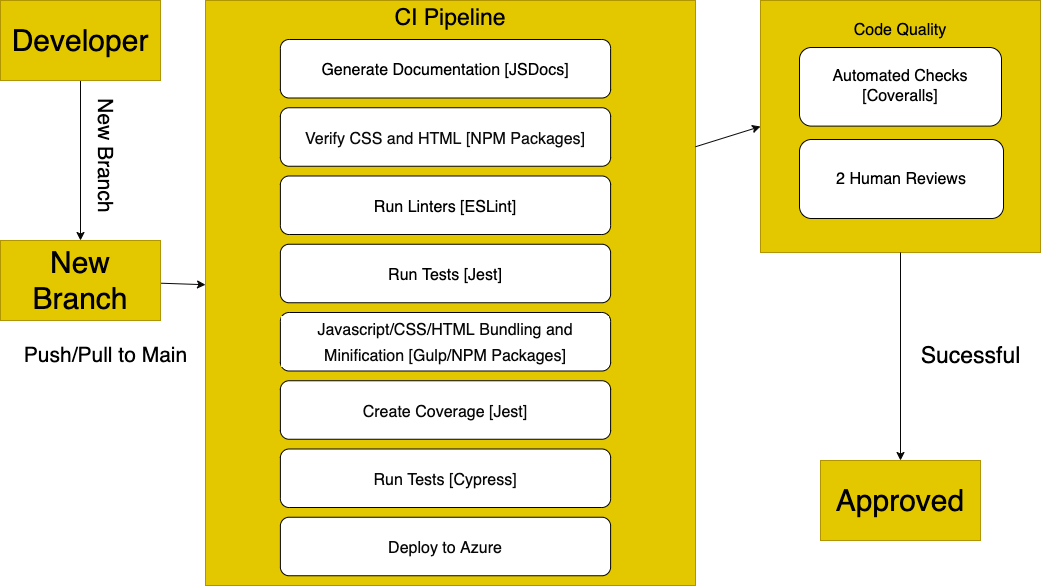 Developer
New Branch
New
Branch
Push/Pull to Main
CI Pipeline
Generate Documentation [JSDocs]
Verify CSS and HTML [NPM Packages]
Run Linters [ESLint]
Run Tests [Jest]
Javascript/CSS/HTML Bundling and
Minification [Gulp/NPM Packages]
Create Coverage [Jest]
Run Tests [Cypress]
Deploy to Azure
Code Quality
Automated Checks
[Coveralls]
2 Human Reviews
Sucessful
Approved